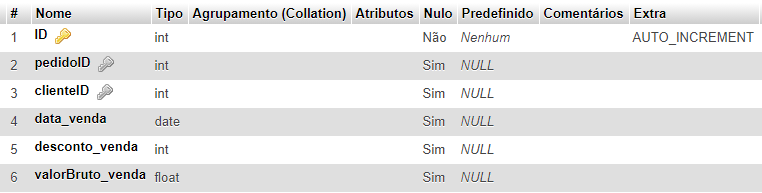 # Nome Tipo Agrupamento (Collation) Atributos Nulo Predefinido Comentários Extra
1 ID int Não Nenhum AUTO_INCREMENT
2 pedidoID int Sim NULL
3 clienteID int Sim NULL
4 data_venda date Sim NULL
5 desconto_venda int Sim NULL
6 valorBruto_venda float Sim NULL